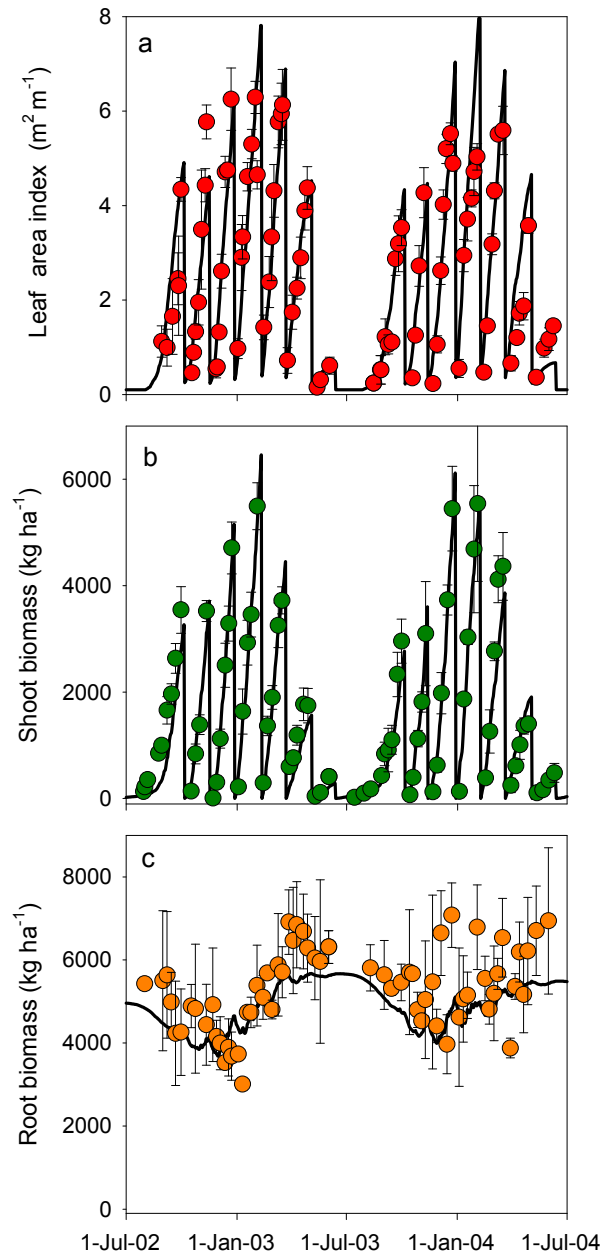 a
Leaf area index (m² m⁻¹)
8
6
4
2
0
b
Shoot biomass (kg ha⁻¹)
6000
4000
2000
0
c
Root biomass (kg ha⁻¹)
8000
6000
4000
2000
0
1-Jul-02 1-Jan-03 1-Jul-03 1-Jan-04 1-Jul-04